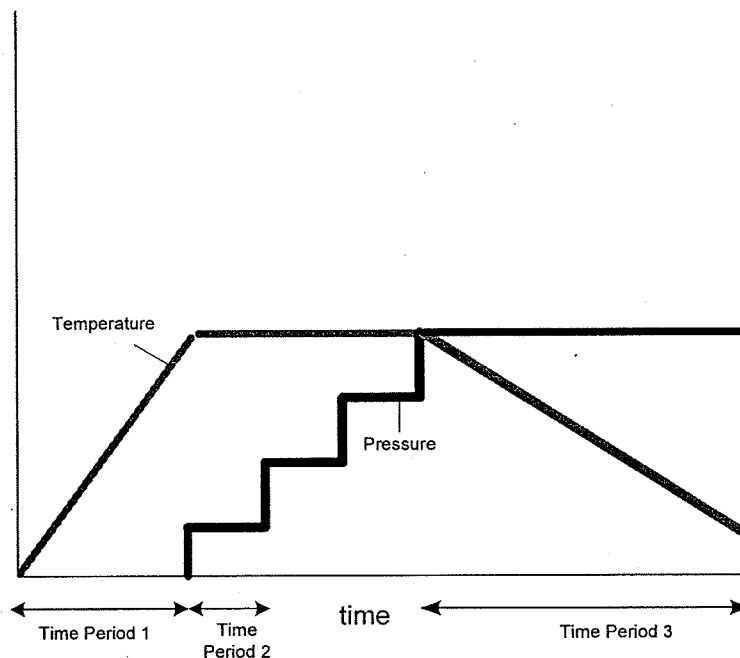 Temperature
Pressure
time
Time Period 1
Time
Period 2
Time Period 3